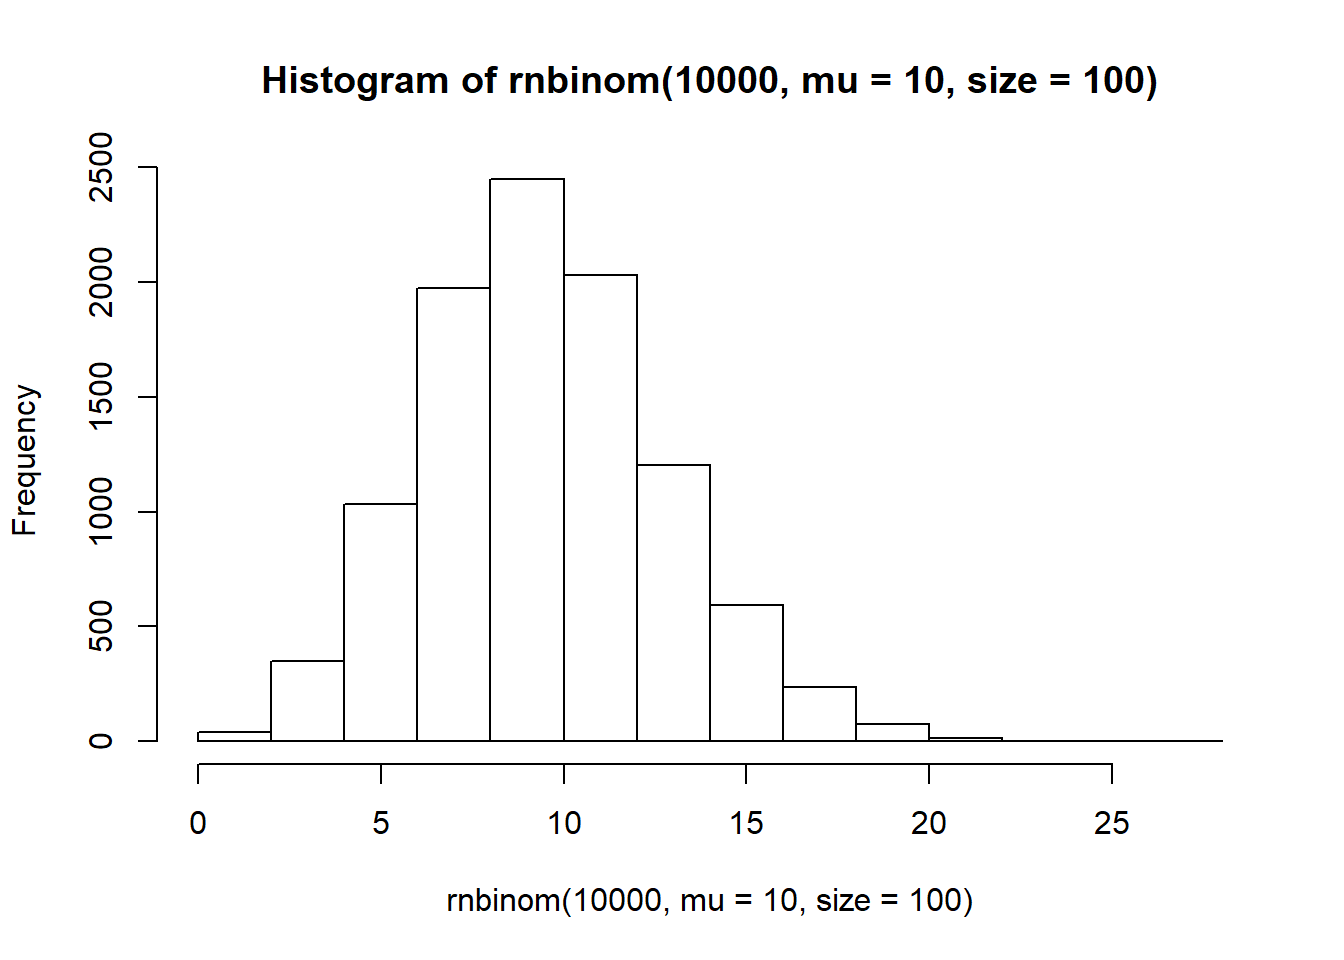 Histogram of rnbinom(10000, mu = 10, size = 100)
2500
2000
1500
1000
500
0
Frequency
0 5 10 15 20 25
rnbinom(10000, mu = 10, size = 100)